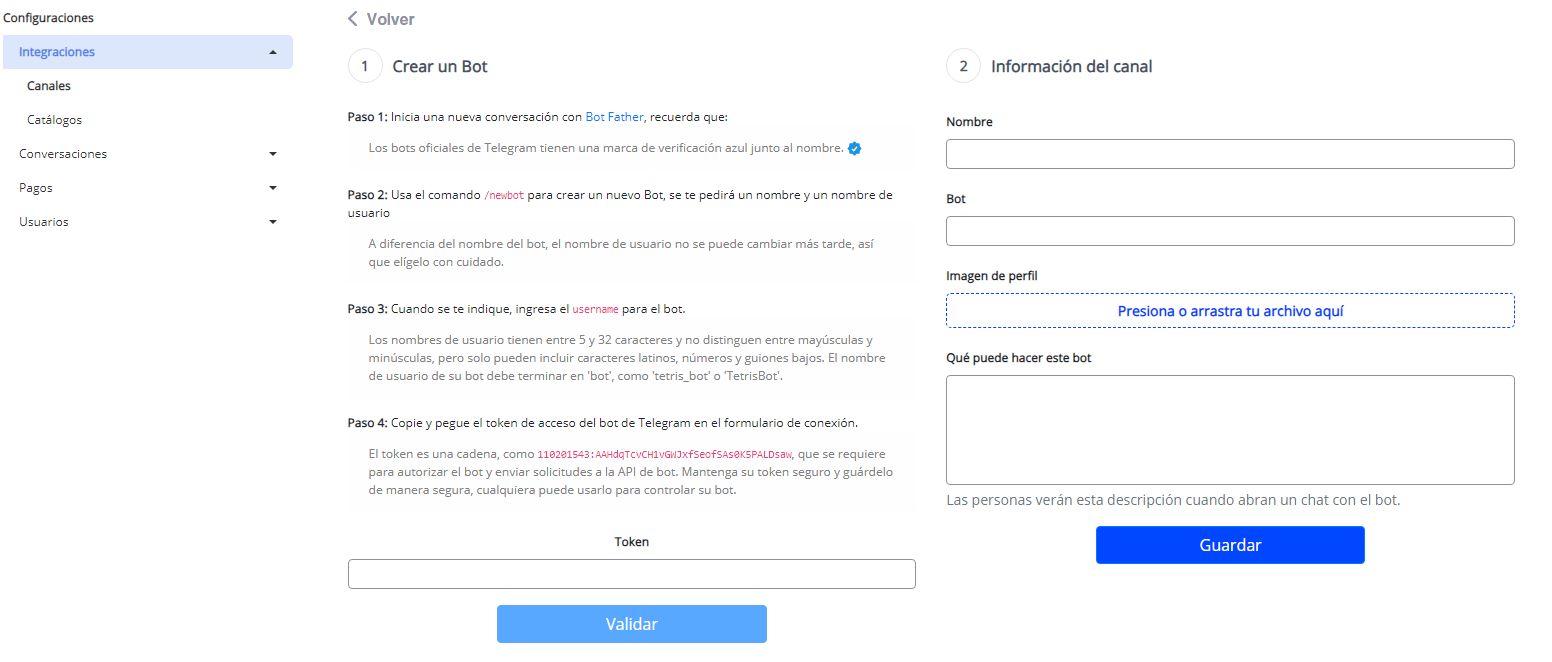 Configuraciones
Integraciones
Canales
Catálogos
Conversaciones
Pagos
Usuarios
Volver
1 Crear un Bot
Paso 1: Inicia una nueva conversación con Bot Father, recuerda que:
Los bots oficiales de Telegram tienen una marca de verificación azul junto al nombre.
Paso 2: Usa el comando /newbot para crear un nuevo Bot, se te pedirá un nombre y un nombre de
usuario
A diferencia del nombre del bot, el nombre de usuario no se puede cambiar más tarde, así
que elígelo con cuidado.
Paso 3: Cuando se te indique, ingresa el username para el bot.
Los nombres de usuario tienen entre 5 y 32 caracteres y no distinguen entre mayúsculas y
minúsculas, pero solo pueden incluir caracteres latinos, números y guiones bajos. El nombre
de usuario de su bot debe terminar en 'bot', como 'tetris_bot' o 'TetrisBot'.
Paso 4: Copie y pegue el token de acceso del bot de Telegram en el formulario de conexión.
El token es una cadena, como 110201543:AAHdqTcvCH1vGWJxfSeofSAs0K5PALDsaw, que se requiere
para autorizar el bot y enviar solicitudes a la API de bot. Mantenga su token seguro y guárdelo
de manera segura, cualquiera puede usarlo para controlar su bot.
Token
Validar
2 Información del canal
Nombre
Bot
Imagen de perfil
Presiona o arrastra tu archivo aquí
Qué puede hacer este bot
Las personas verán esta descripción cuando abran un chat con el bot.
Guardar